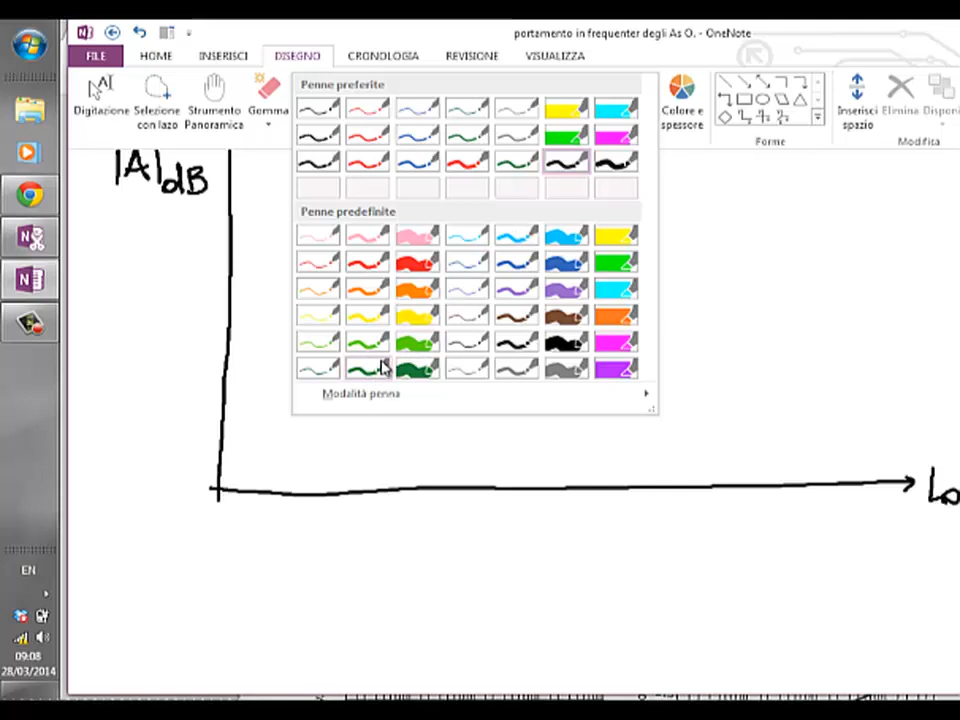 portamento in frequenter degli As O. - OneNote
FILE HOME INSERISCI DISEGNO CRONOLOGIA REVISIONE VISUALIZZA
Digitazione
Selezione con lazo
Strumento Panoramica
Gomma
Penne preferite
Penne predefinite
Modalità penna
Colore e spessore
Forme
Inserisci spazio
Elimina
Disponi
Modifica
|A|dB
Lo
EN
09:08
28/03/2014